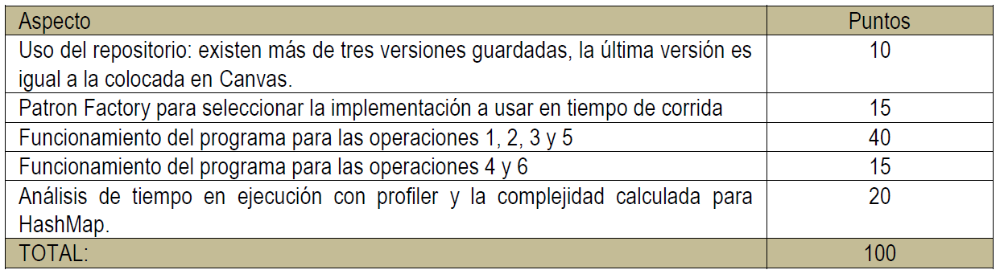 Aspecto Puntos
Uso del repositorio: existen más de tres versiones guardadas, la última versión es 10
igual a la colocada en Canvas.
Patron Factory para seleccionar la implementación a usar en tiempo de corrida 15
Funcionamiento del programa para las operaciones 1, 2, 3 y 5 40
Funcionamiento del programa para las operaciones 4 y 6 15
Análisis de tiempo en ejecución con profiler y la complejidad calculada para 20
HashMap.
TOTAL: 100